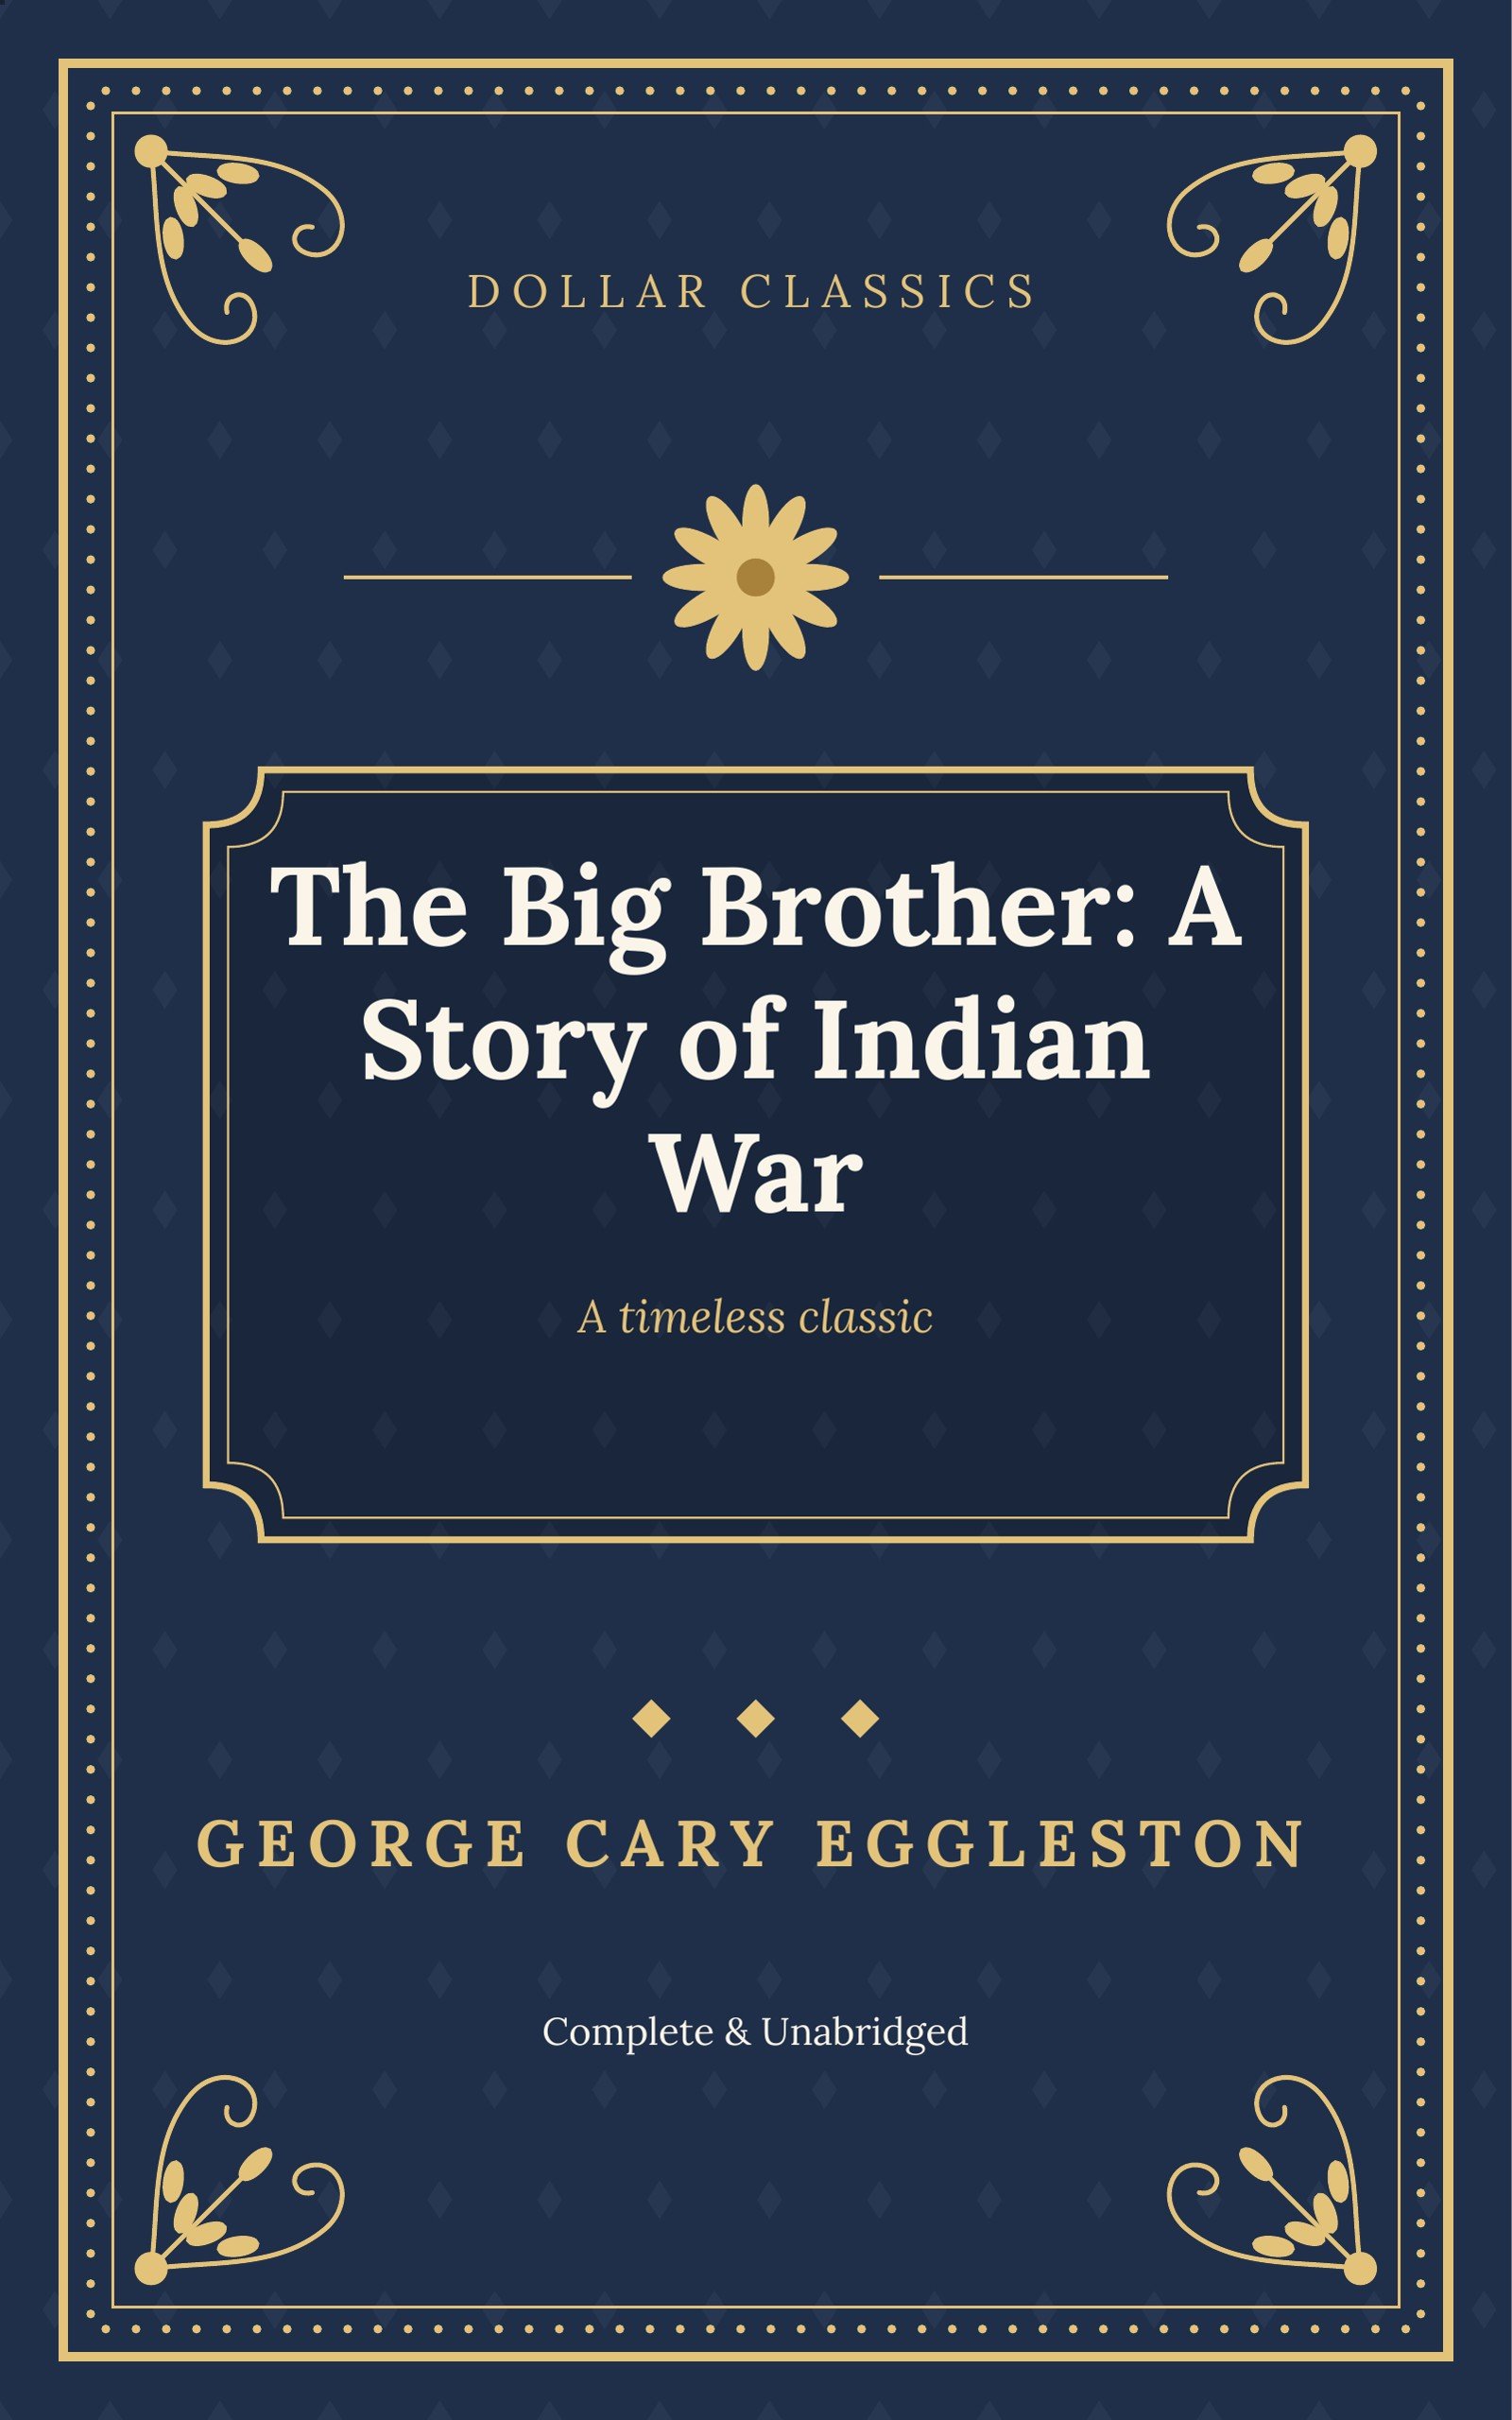 DOLLAR CLASSICS
The Big Brother: A
Story of Indian
War
A timeless classic
GEORGE CARY EGGLESTON
Complete & Unabridged